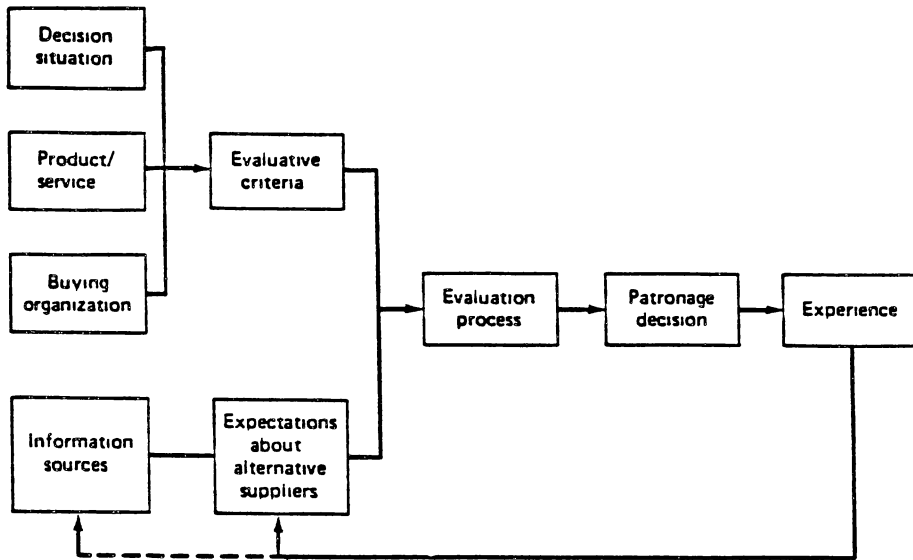 Decision
situation
Product/
service
Evaluative
criteria
Buying
organization
Evaluation
process
Patronage
decision
Experience
Information
sources
Expectations
about
alternative
suppliers